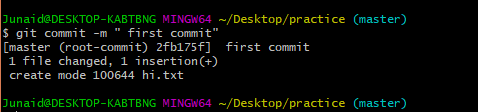 Junaid@DESKTOP-KABTBNG MINGW64 ~/Desktop/practice (master)
$ git commit -m " first commit"
[master (root-commit) 2fb175f]  first commit
 1 file changed, 1 insertion(+)
 create mode 100644 hi.txt

Junaid@DESKTOP-KABTBNG MINGW64 ~/Desktop/practice (master)